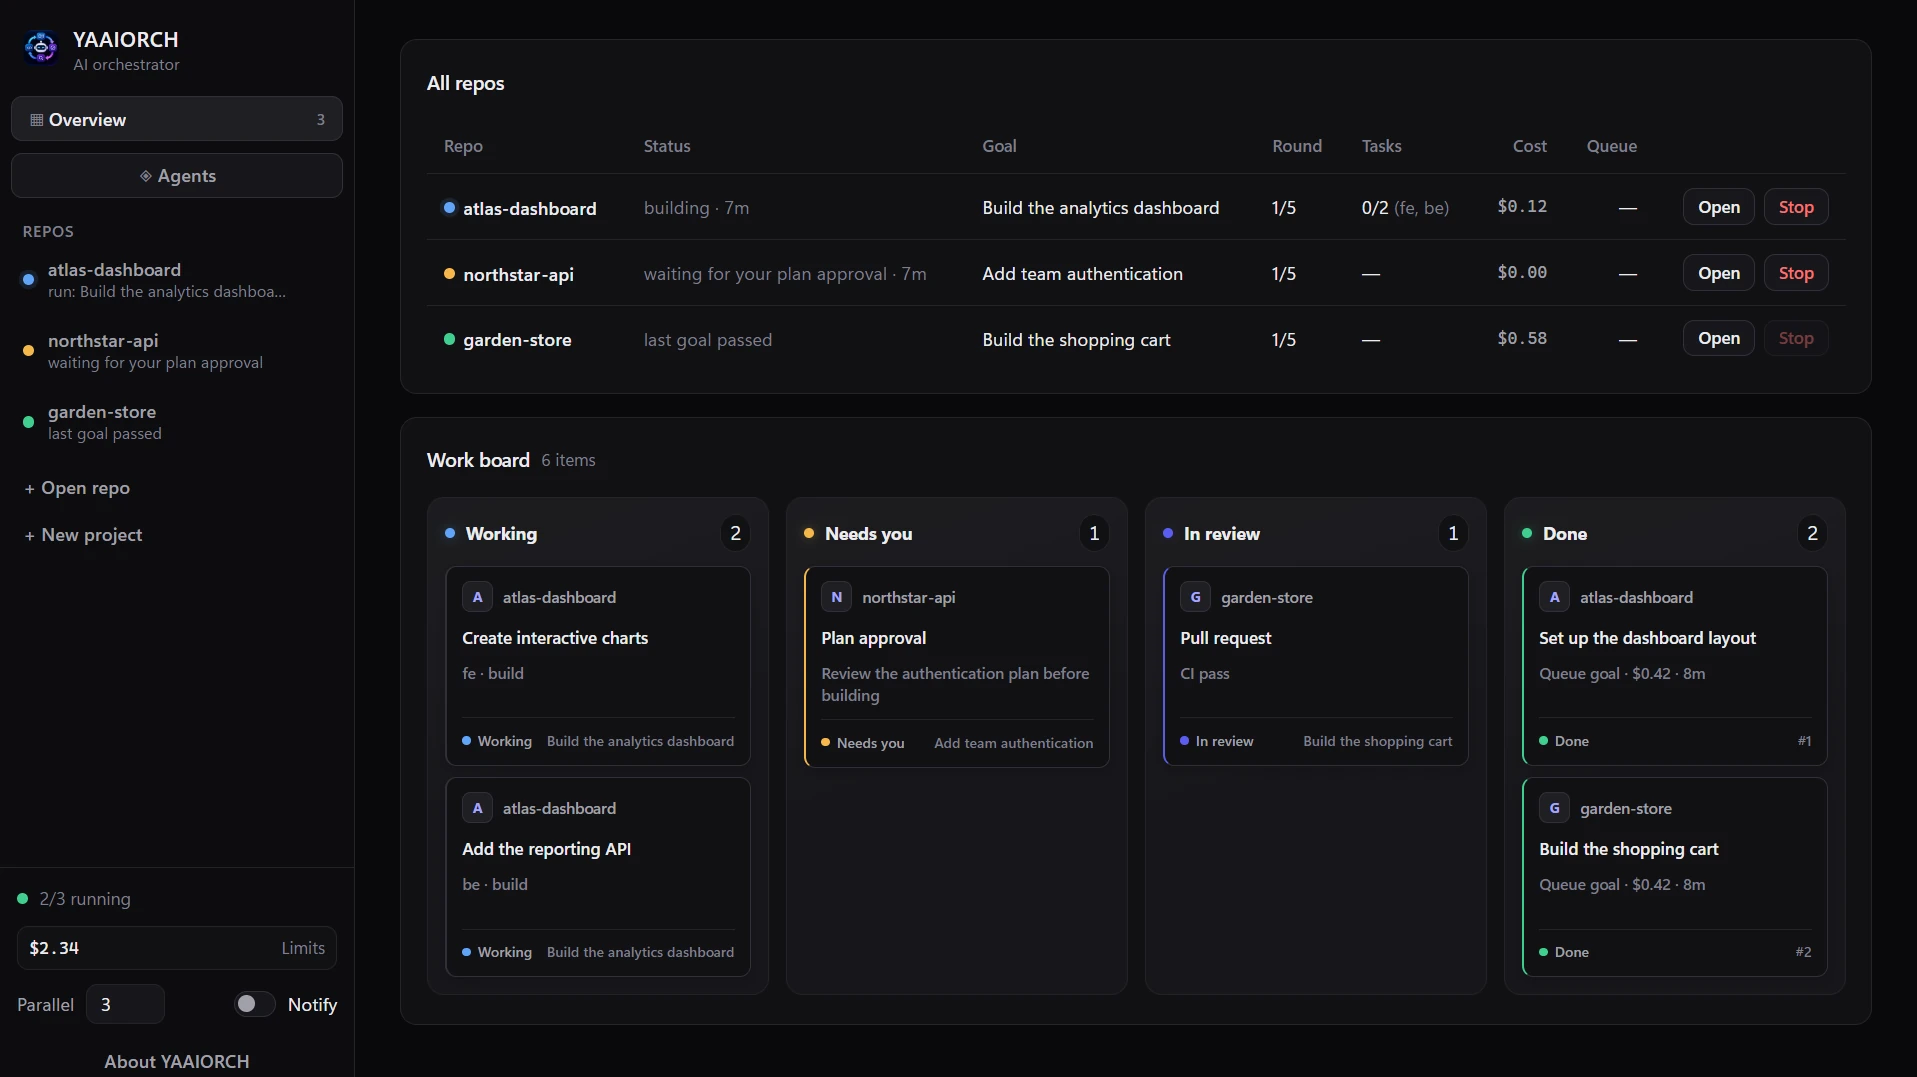 YAAIORCH
AI orchestrator
Overview 3
Agents
REPOS
atlas-dashboard
run: Build the analytics dashboa...
northstar-api
waiting for your plan approval
garden-store
last goal passed
+ Open repo
+ New project
2/3 running
$2.34 Limits
Parallel 3 Notify
About YAAIORCH
All repos
Repo Status Goal Round Tasks Cost Queue
atlas-dashboard building · 7m Build the analytics dashboard 1/5 0/2 (fe, be) $0.12 — Open Stop
northstar-api waiting for your plan approval · 7m Add team authentication 1/5 — $0.00 — Open Stop
garden-store last goal passed Build the shopping cart 1/5 — $0.58 — Open Stop
Work board 6 items
Working 2
A atlas-dashboard
Create interactive charts
fe · build
Working Build the analytics dashboard
A atlas-dashboard
Add the reporting API
be · build
Working Build the analytics dashboard
Needs you 1
N northstar-api
Plan approval
Review the authentication plan before
building
Needs you Add team authentication
In review 1
G garden-store
Pull request
CI pass
In review Build the shopping cart
Done 2
A atlas-dashboard
Set up the dashboard layout
Queue goal · $0.42 · 8m
Done #1
G garden-store
Build the shopping cart
Queue goal · $0.42 · 8m
Done #2